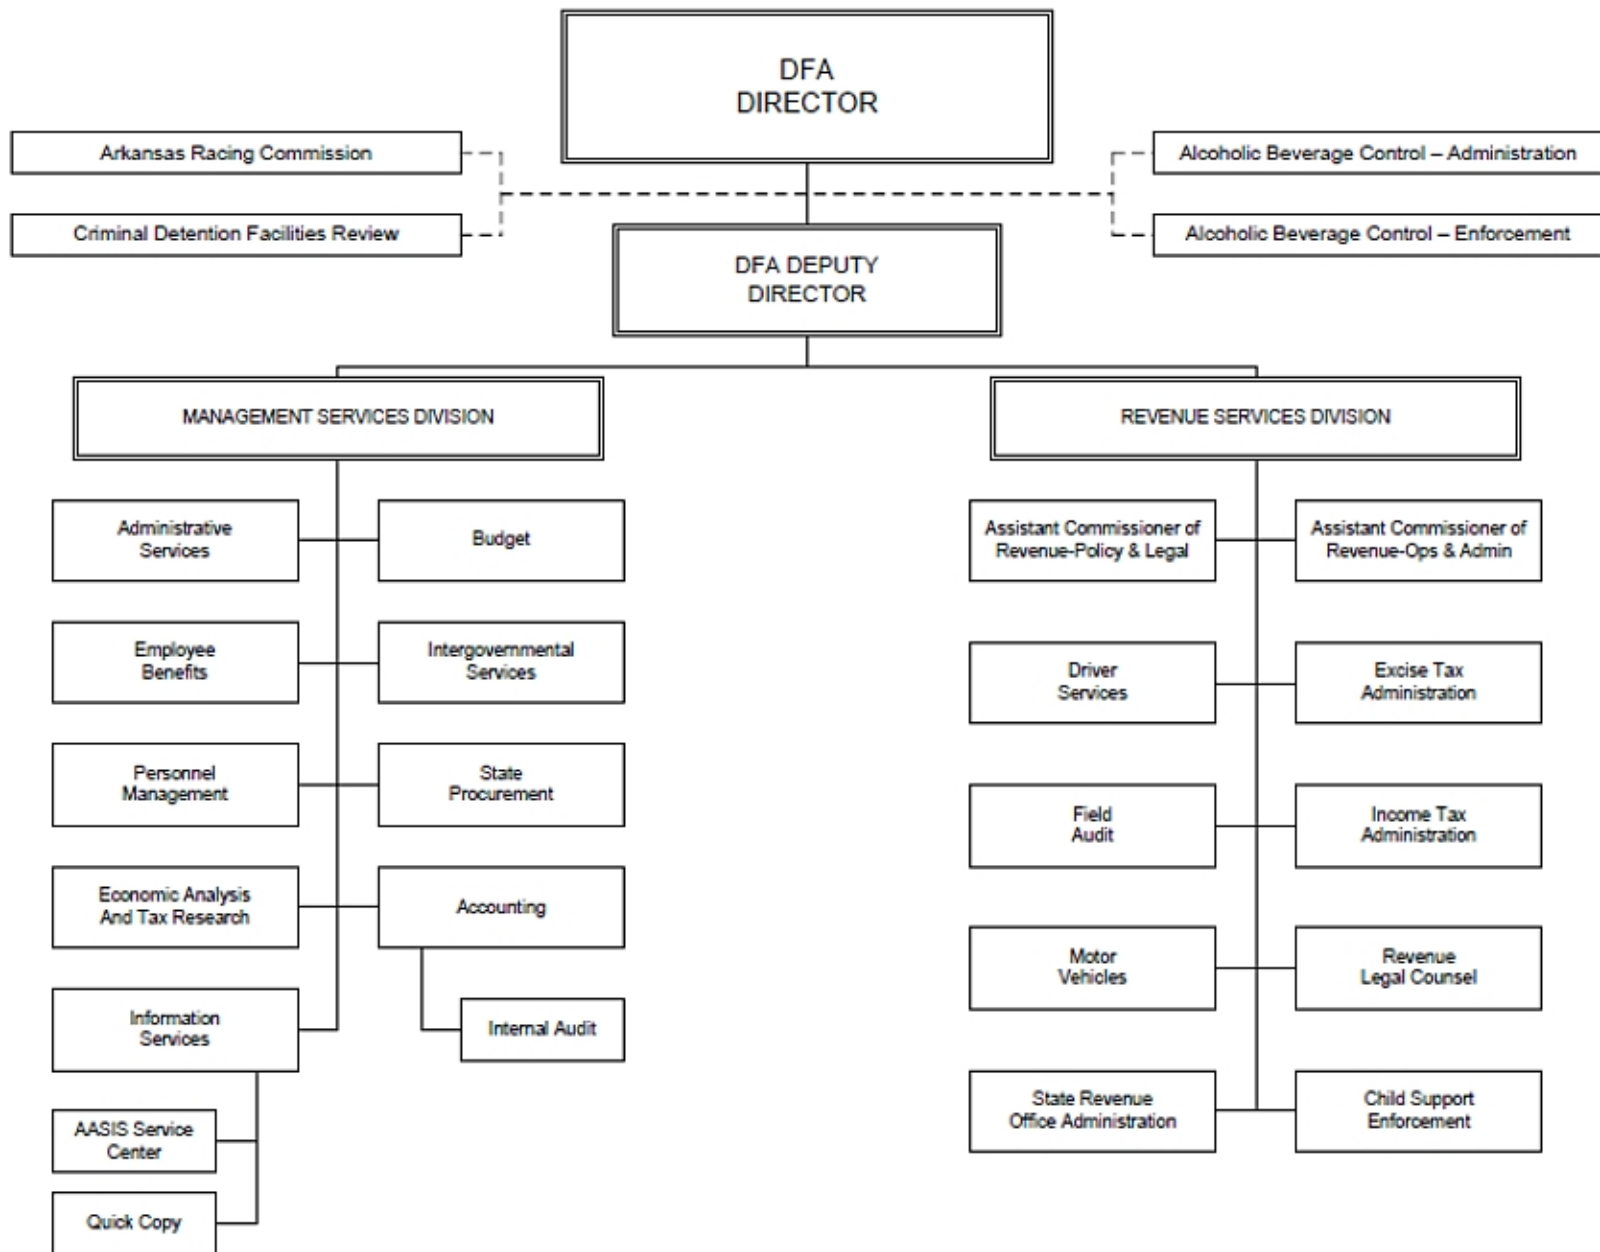 DFA
DIRECTOR
Arkansas Racing Commission
Alcoholic Beverage Control – Administration
Criminal Detention Facilities Review
Alcoholic Beverage Control – Enforcement
DFA DEPUTY
DIRECTOR
MANAGEMENT SERVICES DIVISION
REVENUE SERVICES DIVISION
Administrative
Services
Budget
Assistant Commissioner of
Revenue-Policy & Legal
Assistant Commissioner of
Revenue-Ops & Admin
Employee
Benefits
Intergovernmental
Services
Driver
Services
Excise Tax
Administration
Personnel
Management
State
Procurement
Field
Audit
Income Tax
Administration
Economic Analysis
And Tax Research
Accounting
Motor
Vehicles
Revenue
Legal Counsel
Information
Services
Internal Audit
State Revenue
Office Administration
Child Support
Enforcement
AASIS Service
Center
Quick Copy